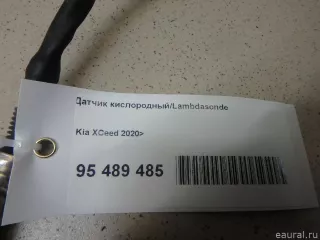 Датчик кислородный/Lambdasonde
Kia XCeed 2020>
95 489 485
eaural.ru